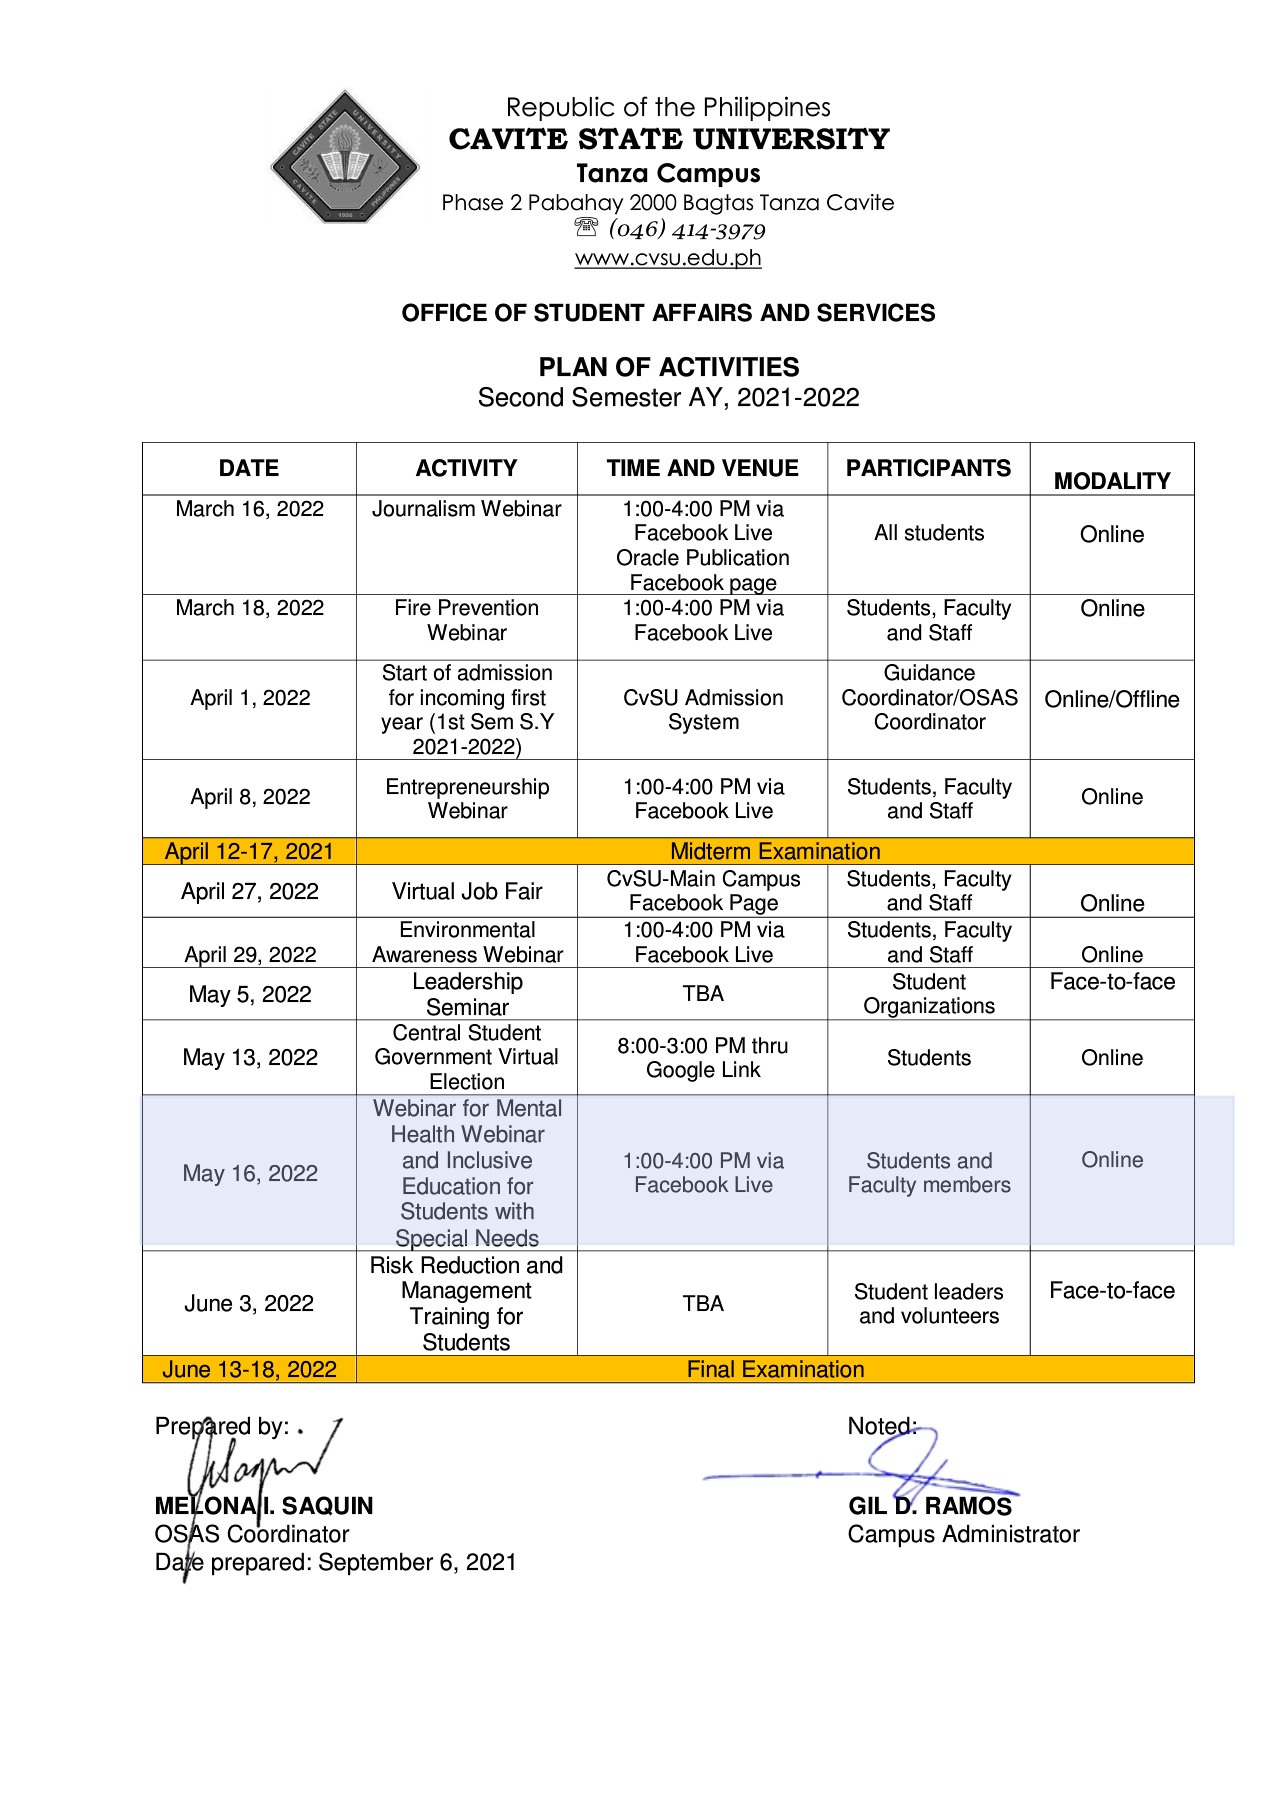 CAVITE STATE UNIVERSITY
CAVITE PHILIPPINES
1906
Republic of the Philippines
CAVITE STATE UNIVERSITY
Tanza Campus
Phase 2 Pabahay 2000 Bagtas Tanza Cavite
☏ (046) 414-3979
www.cvsu.edu.ph
OFFICE OF STUDENT AFFAIRS AND SERVICES
PLAN OF ACTIVITIES
Second Semester AY, 2021-2022
DATE
ACTIVITY
TIME AND VENUE
PARTICIPANTS
MODALITY
March 16, 2022
Journalism Webinar
1:00-4:00 PM via
Facebook Live
Oracle Publication
Facebook page
All students
Online
March 18, 2022
Fire Prevention
Webinar
1:00-4:00 PM via
Facebook Live
Students, Faculty
and Staff
Online
April 1, 2022
Start of admission
for incoming first
year (1st Sem S.Y
2021-2022)
CvSU Admission
System
Guidance
Coordinator/OSAS
Coordinator
Online/Offline
April 8, 2022
Entrepreneurship
Webinar
1:00-4:00 PM via
Facebook Live
Students, Faculty
and Staff
Online
April 12-17, 2021
Midterm Examination
April 27, 2022
Virtual Job Fair
CvSU-Main Campus
Facebook Page
Students, Faculty
and Staff
Online
April 29, 2022
Environmental
Awareness Webinar
1:00-4:00 PM via
Facebook Live
Students, Faculty
and Staff
Online
May 5, 2022
Leadership
Seminar
TBA
Student
Organizations
Face-to-face
May 13, 2022
Central Student
Government Virtual
Election
8:00-3:00 PM thru
Google Link
Students
Online
May 16, 2022
Webinar for Mental
Health Webinar
and Inclusive
Education for
Students with
Special Needs
1:00-4:00 PM via
Facebook Live
Students and
Faculty members
Online
June 3, 2022
Risk Reduction and
Management
Training for
Students
TBA
Student leaders
and volunteers
Face-to-face
June 13-18, 2022
Final Examination
Prepared by:
MELONA I. SAQUIN
OSAS Coordinator
Date prepared: September 6, 2021
Noted:
GIL D. RAMOS
Campus Administrator